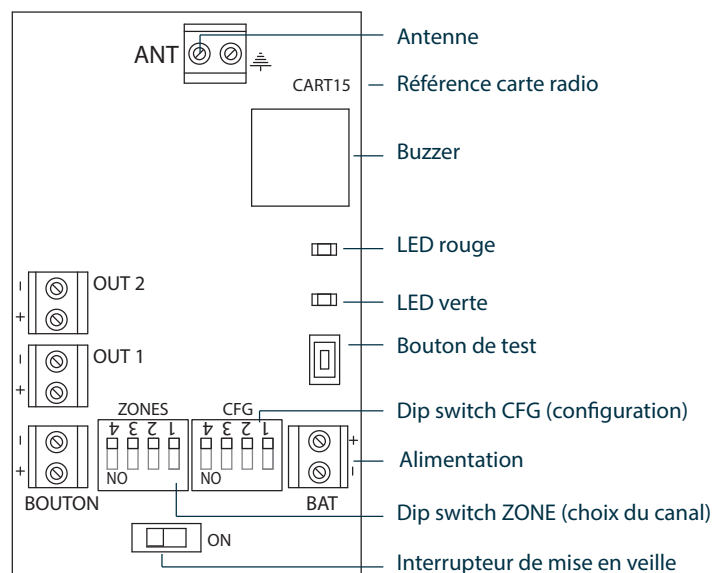 ANT
Antenne
CART15
Référence carte radio
Buzzer
LED rouge
LED verte
Bouton de test
- OUT 2
+
- OUT 1
+
ZONES
CFG
Dip switch CFG (configuration)
4 3 2 1
4 3 2 1
-
+
+
-
Alimentation
NO
NO
BOUTON
BAT
Dip switch ZONE (choix du canal)
ON
Interrupteur de mise en veille